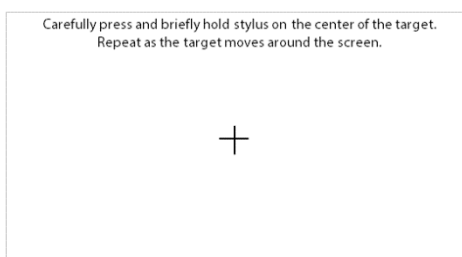 Carefully press and briefly hold stylus on the center of the target.
Repeat as the target moves around the screen.